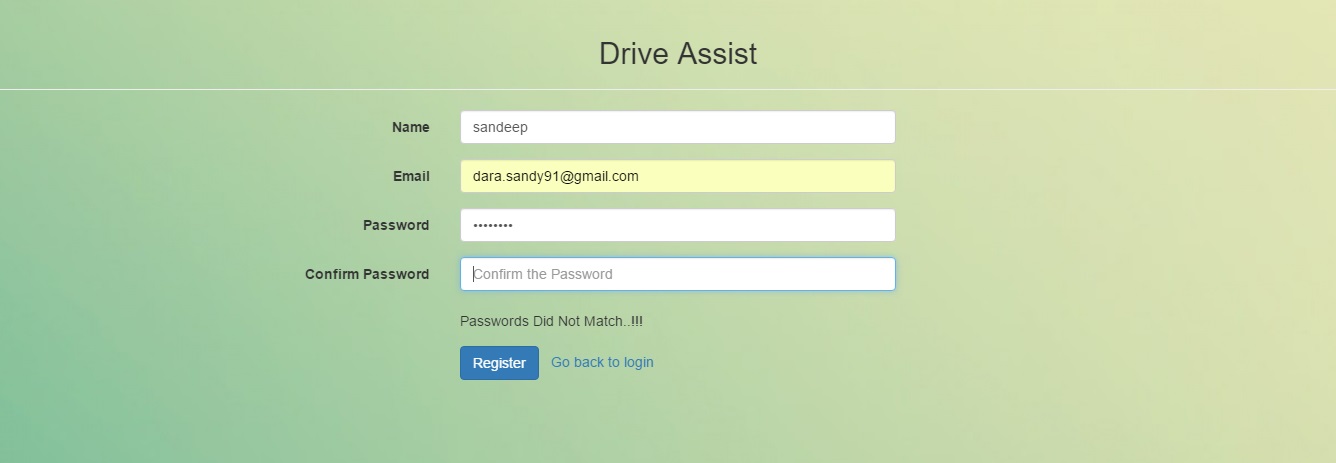 Drive Assist
Name sandeep
Email dara.sandy91@gmail.com
Password ••••••••
Confirm Password Confirm the Password
Passwords Did Not Match..!!!
Register Go back to login